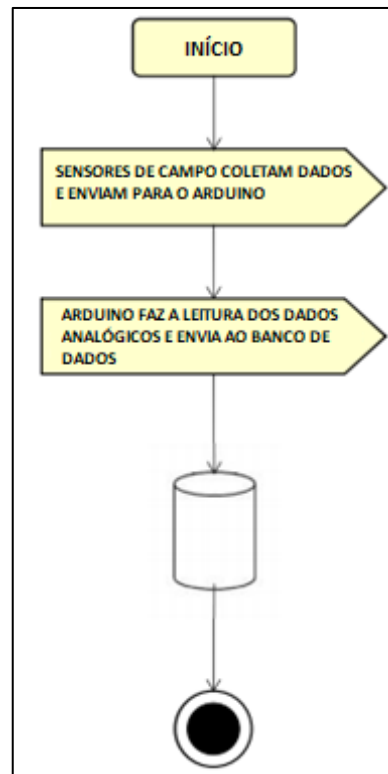 INÍCIO
SENSORES DE CAMPO COLETAM DADOS
E ENVIAM PARA O ARDUINO
ARDUINO FAZ A LEITURA DOS DADOS
ANALÓGICOS E ENVIA AO BANCO DE
DADOS